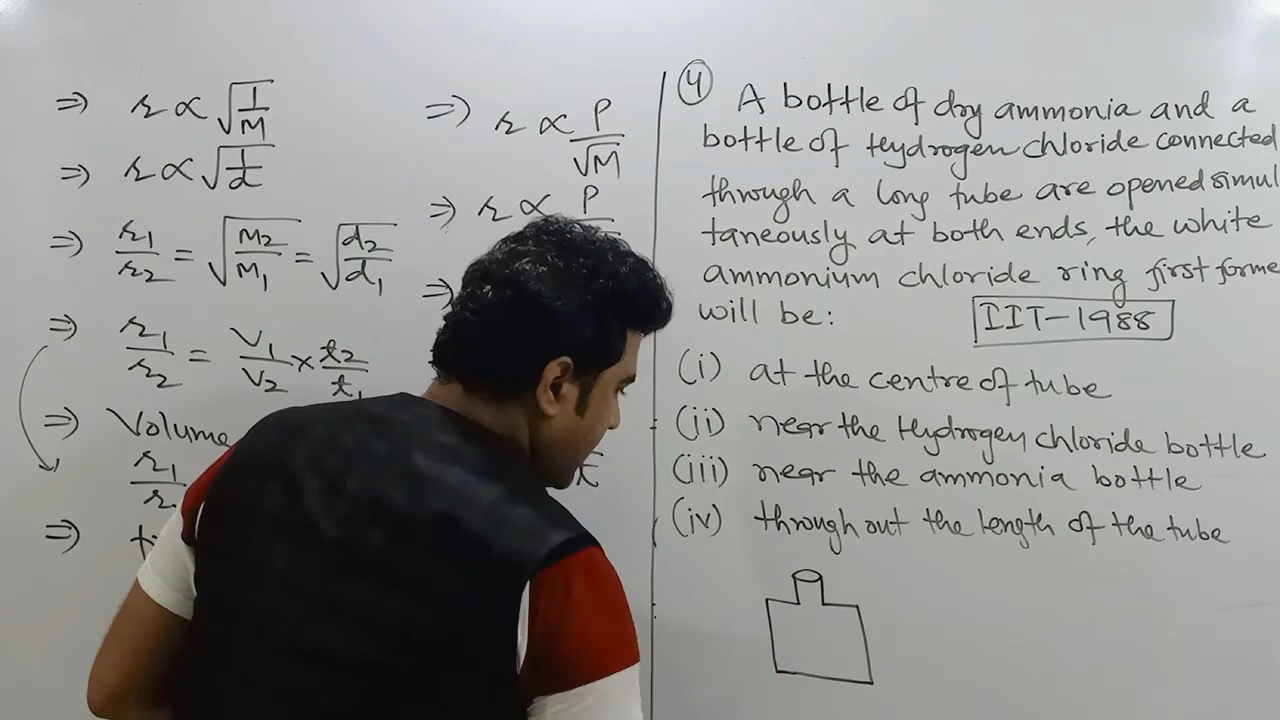 ⇒) r ∝ √(1/M)
⇒) r ∝ √(1/d)
⇒) r1/r2 = √(M2/M1) = √(d2/d1)
⇒) r1/r2 = V1/V2 × t2/t1
⇒) Volume
r1/r
⇒)
⇒) r ∝ P/√M
⇒) r ∝ P
⇒)
t
④ A bottle of dry ammonia and a
bottle of Hydrogen chloride connected
through a long tube are opened simul
taneously at both ends, the white
ammonium chloride ring first forme
will be: IIT-1988
(i) at the centre of tube
(ii) near the Hydrogen chloride bottle
(iii) near the ammonia bottle
(iv) through out the length of the tube